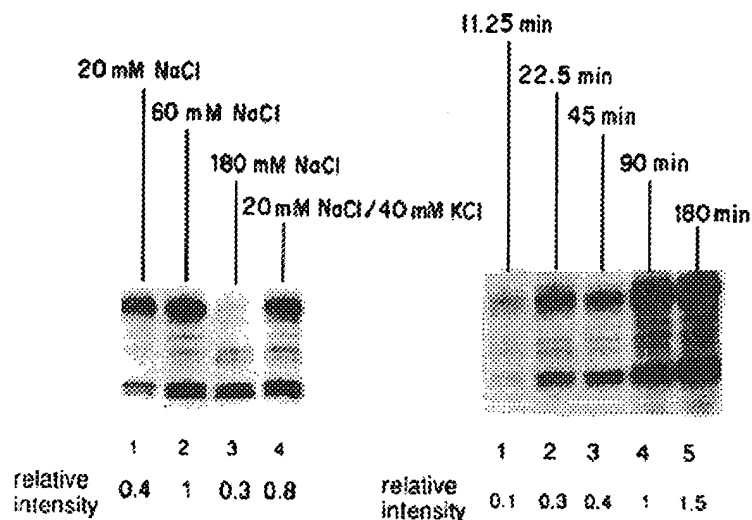 20 mM NaCl
60 mM NaCl
180 mM NaCl
20 mM NaCl/40 mM KCl
1 2 3 4
relative intensity 0.4 1 0.3 0.8
11.25 min
22.5 min
45 min
90 min
180 min
1 2 3 4 5
relative intensity 0.1 0.3 0.4 1 1.5